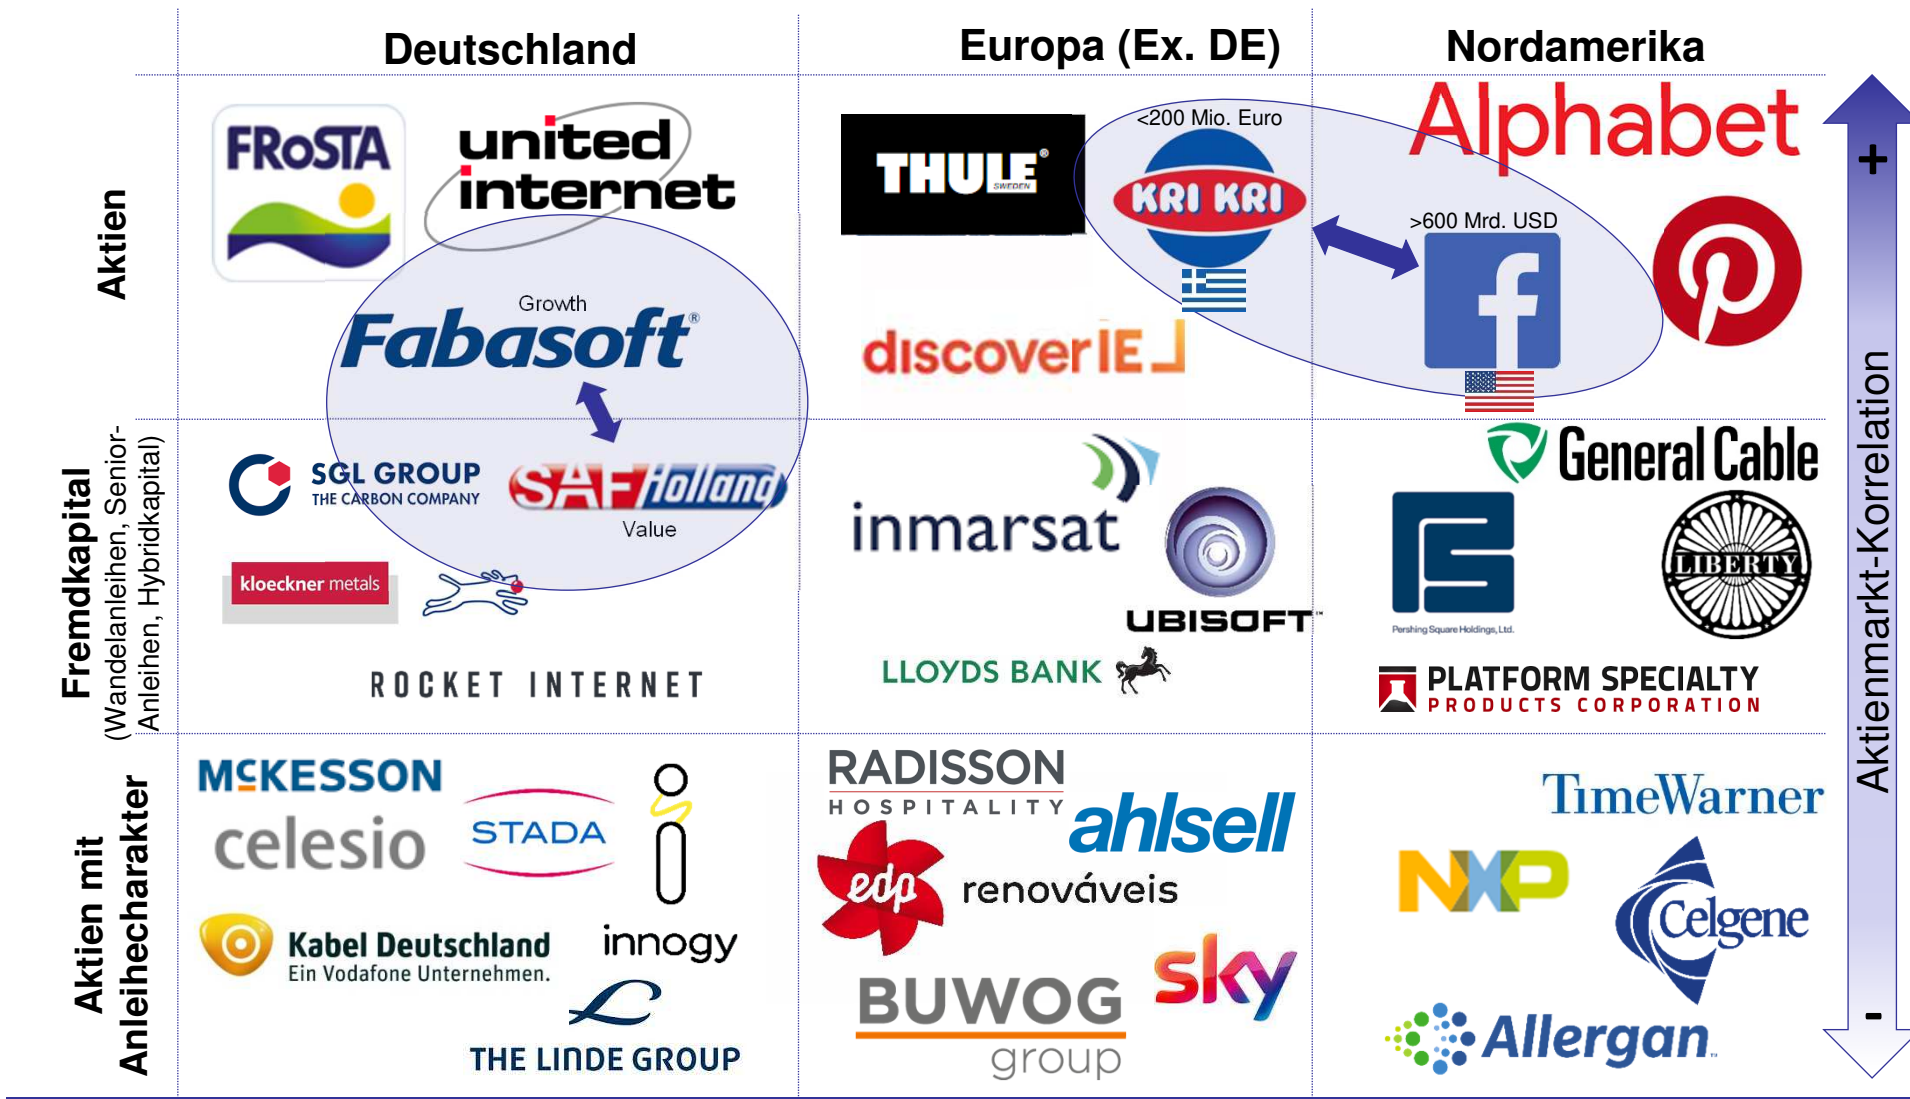 Deutschland
Europa (Ex. DE)
Nordamerika
Aktien
FRoSTA
united
internet
Growth
Fabasoft®
THULE®
SWEDEN
<200 Mio. Euro
KRI KRI
discoverIE
Alphabet
>600 Mrd. USD
f
P
Fremdkapital
(Wandelanleihen, Senior-
Anleihen, Hybridkapital)
SGL GROUP
THE CARBON COMPANY
SAF Holland
Value
kloeckner metals
ROCKET INTERNET
inmarsat
UBISOFT™
LLOYDS BANK
General Cable
Pershing Square Holdings, Ltd.
LIBERTY
PLATFORM SPECIALTY
PRODUCTS CORPORATION
Aktien mit
Anleihecharakter
MCKESSON
celesio
STADA
innogy
Kabel Deutschland
Ein Vodafone Unternehmen.
THE LINDE GROUP
RADISSON
HOSPITALITY
ahlsell
edp renováveis
sky
BUWOG
group
TimeWarner
NXP
Celgene
Allergan™
+
Aktienmarkt-Korrelation
-